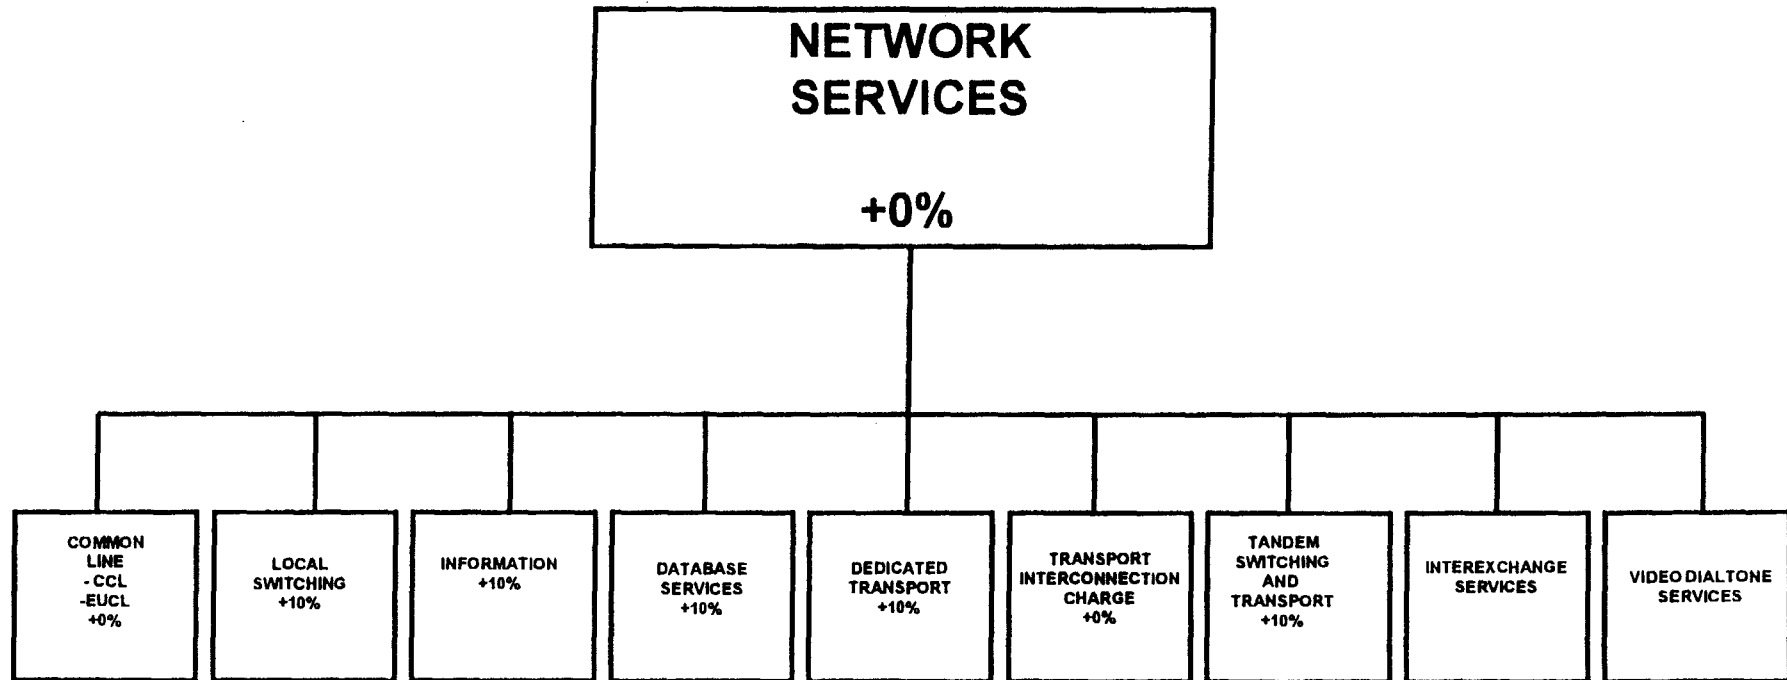 NETWORK
SERVICES
+0%
COMMON
LINE
- CCL
-EUCL
+0%
LOCAL
SWITCHING
+10%
INFORMATION
+10%
DATABASE
SERVICES
+10%
DEDICATED
TRANSPORT
+10%
TRANSPORT
INTERCONNECTION
CHARGE
+0%
TANDEM
SWITCHING
AND
TRANSPORT
+10%
INTEREXCHANGE
SERVICES
VIDEO DIALTONE
SERVICES